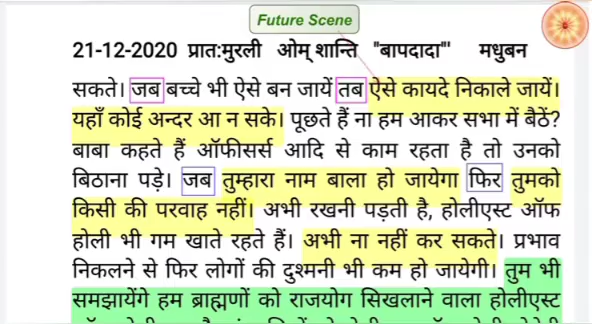 Future Scene
21-12-2020 प्रात:मुरली ओम् शान्ति "बापदादा"' मधुबन
सकते। जब बच्चे भी ऐसे बन जायें तब ऐसे कायदे निकाले जायें।
यहाँ कोई अन्दर आ न सके। पूछते हैं ना हम आकर सभा में बैठें?
बाबा कहते हैं ऑफीसर्स आदि से काम रहता है तो उनको
बिठाना पड़े। जब तुम्हारा नाम बाला हो जायेगा फिर तुमको
किसी की परवाह नहीं। अभी रखनी पड़ती है, होलीएस्ट ऑफ
होली भी गम खाते रहते हैं। अभी ना नहीं कर सकते। प्रभाव
निकलने से फिर लोगों की दुश्मनी भी कम हो जायेगी। तुम भी
समझायेंगे हम ब्राह्मणों को राजयोग सिखलाने वाला होलीएस्ट